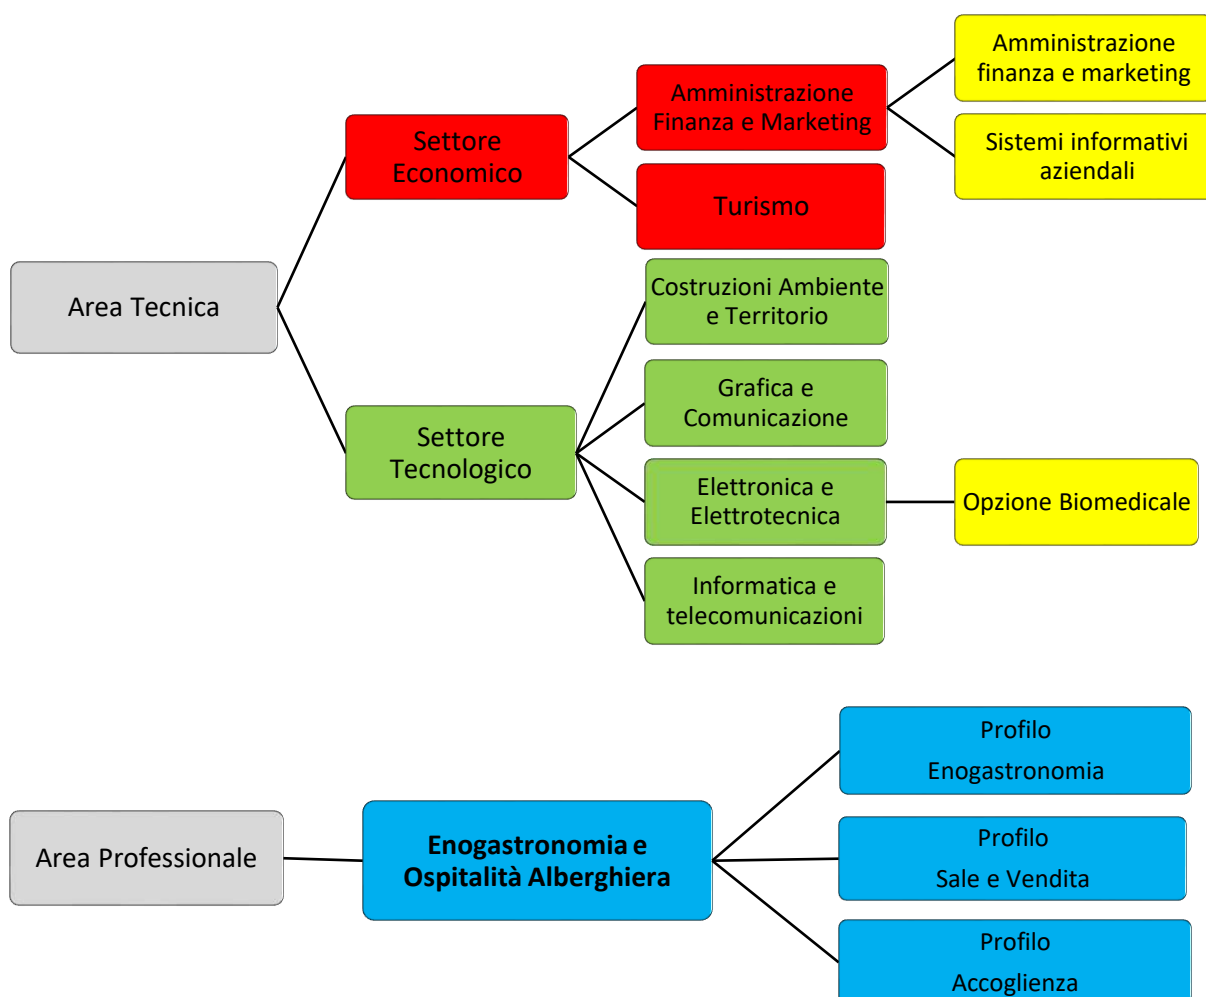 Area Tecnica
Settore
Economico
Amministrazione
Finanza e Marketing
Amministrazione
finanza e marketing
Sistemi informativi
aziendali
Turismo
Settore
Tecnologico
Costruzioni Ambiente
e Territorio
Grafica e
Comunicazione
Elettronica e
Elettrotecnica
Opzione Biomedicale
Informatica e
telecomunicazioni
Area Professionale
Enogastronomia e
Ospitalità Alberghiera
Profilo
Enogastronomia
Profilo
Sale e Vendita
Profilo
Accoglienza